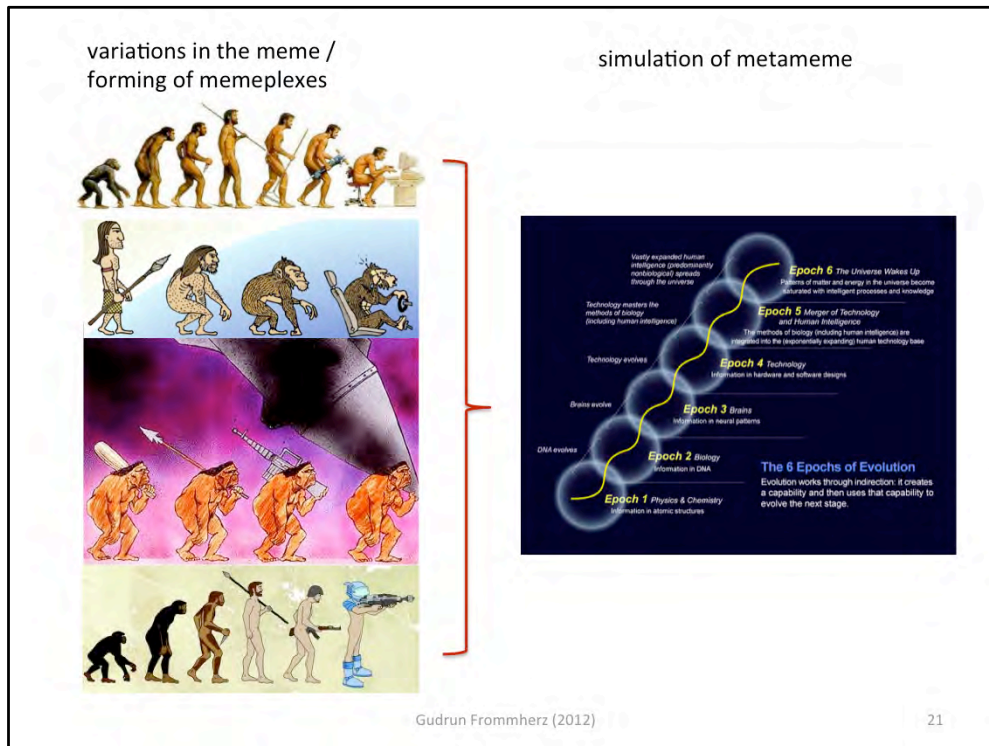 variations in the meme /
forming of memeplexes
simulation of metameme
Vastly expanded human
intelligence (predominantly
nonbiological) spreads
through the universe
Epoch 6 The Universe Wakes Up
Patterns of matter and energy in the universe become
saturated with intelligent processes and knowledge
Technology masters the
methods of biology
(including human intelligence)
Epoch 5 Merger of Technology
and Human Intelligence
The methods of biology (including human intelligence) are
integrated into the (exponentially expanding) human technology base
Technology evolves
Epoch 4 Technology
Information in hardware and software designs
Brains evolve
Epoch 3 Brains
Information in neural patterns
DNA evolves
Epoch 2 Biology
Information in DNA
Epoch 1 Physics & Chemistry
Information in atomic structures
The 6 Epochs of Evolution
Evolution works through indirection: it creates
a capability and then uses that capability to
evolve the next stage.
Gudrun Frommherz (2012)
21